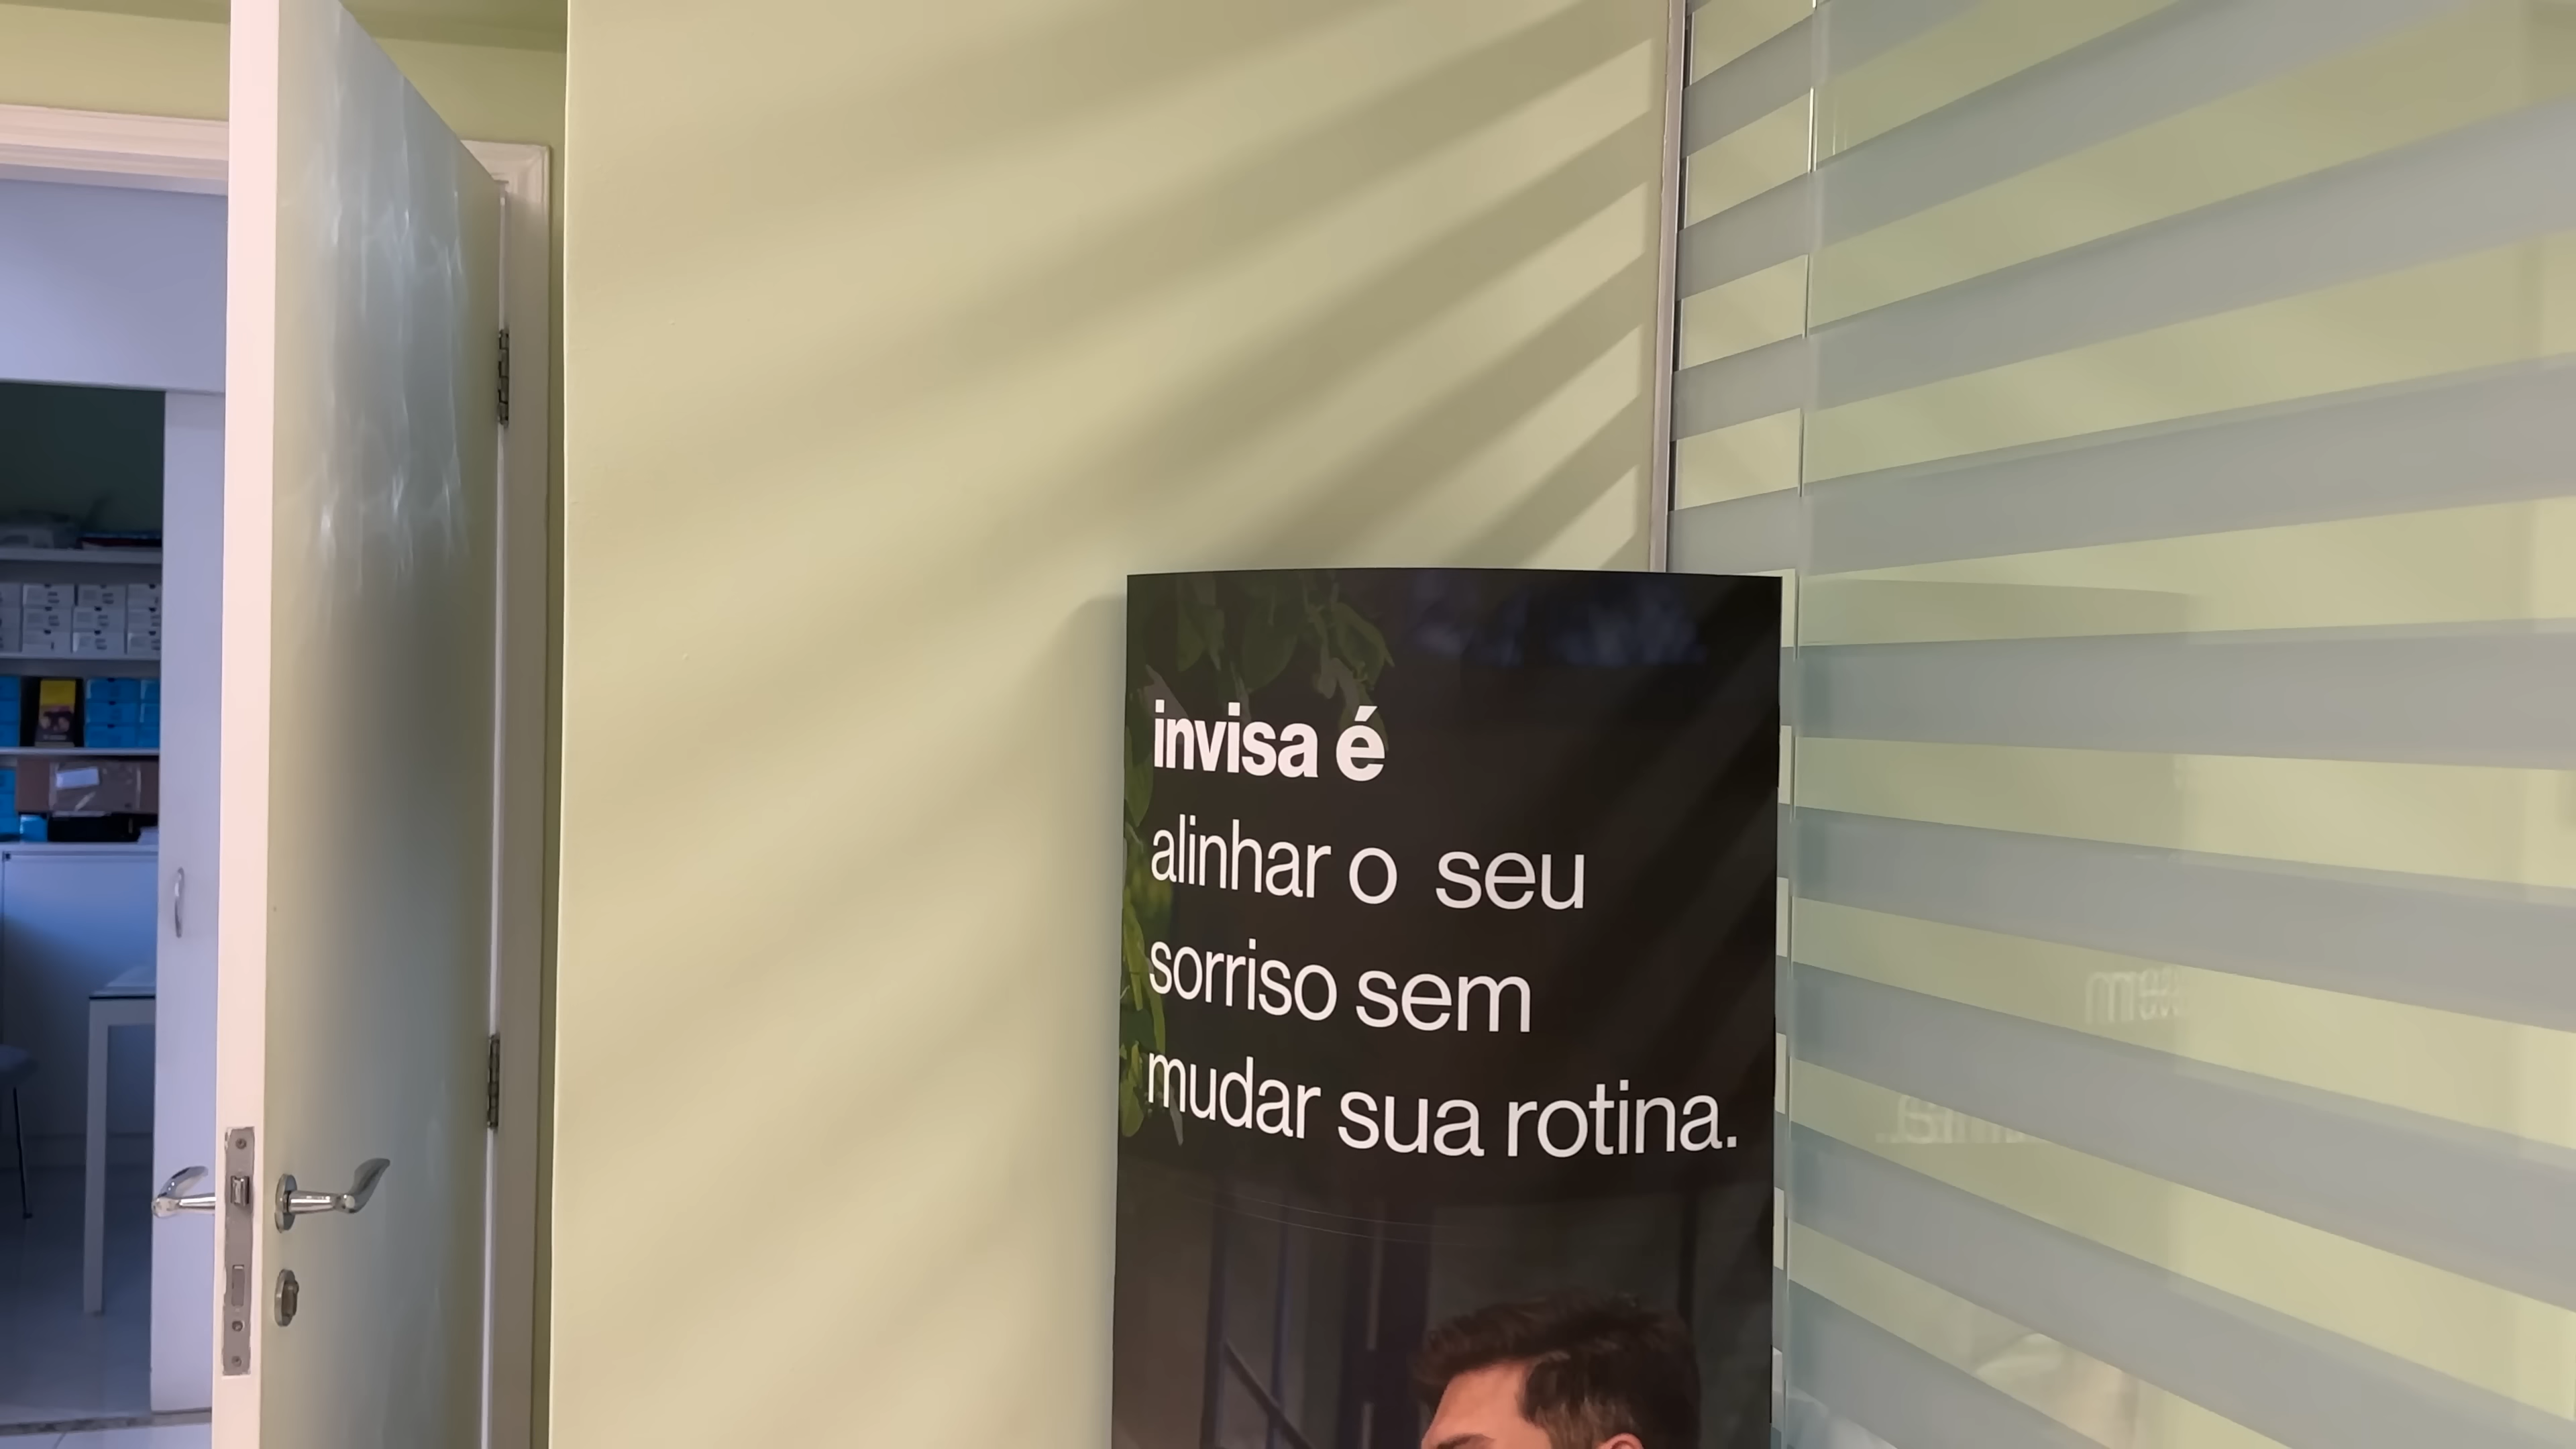 invisa é
alinhar o seu
sorriso sem
mudar sua rotina.